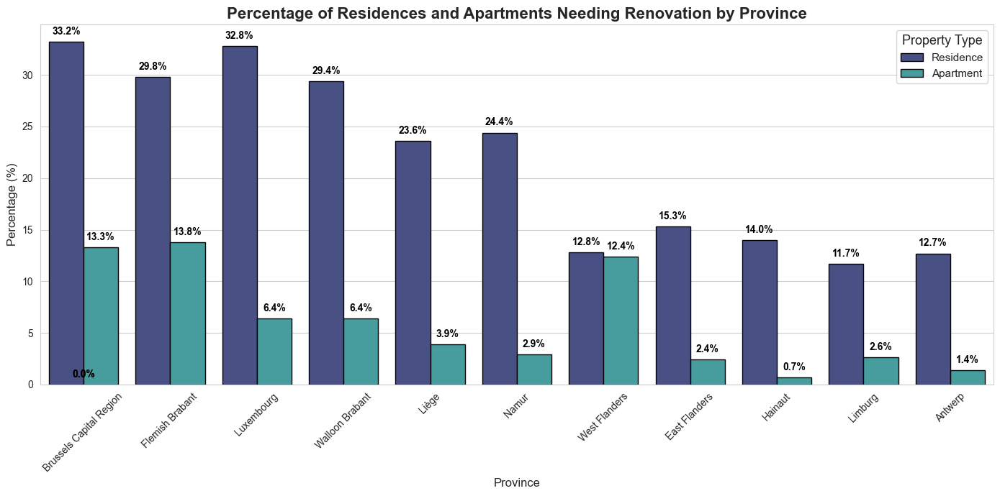 Percentage of Residences and Apartments Needing Renovation by Province
Property Type
Residence
Apartment
Percentage (%)
30
25
20
15
10
5
0
33.2%
13.3%
0.0%
29.8%
13.8%
32.8%
6.4%
29.4%
6.4%
23.6%
3.9%
24.4%
2.9%
12.8%
12.4%
15.3%
2.4%
14.0%
0.7%
11.7%
2.6%
12.7%
1.4%
Brussels Capital Region
Flemish Brabant
Luxembourg
Walloon Brabant
Liège
Namur
West Flanders
East Flanders
Hainaut
Limburg
Antwerp
Province